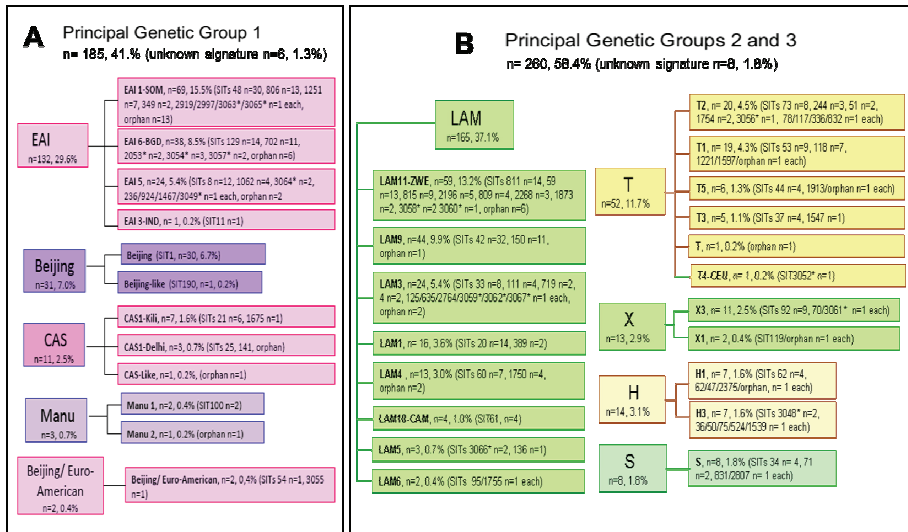 A Principal Genetic Group 1
n= 185, 41.% (unknown signature n=6, 1.3%)
EAI
n=132, 29.6%
EAI 1-SOM, n=69, 15.5% (SITs 48 n=30, 806 n=13, 1251
n=7, 349 n=2, 2919/2997/3063*/3065* n=1 each,
orphan n=13)
EAI 6-BGD, n=38, 8.5% (SITs 129 n=14, 702 n=11,
2053* n=2, 3054* n=3, 3057* n=2, orphan n=6)
EAI 5, n=24, 5.4% (SITs 8 n=12, 1062 n=4, 3064* n=2,
236/924/1467/3049* n=1 each, orphan n=2
EAI 3-IND, n= 1, 0.2% (SIT11 n=1)
Beijing
n=31, 7.0%
Beijing (SIT1, n=30, 6.7%)
Beijing-like (SIT190, n=1, 0.2%)
CAS
n=11, 2.5%
CAS1-Kili, n=7, 1.6% (SITs 21 n=6, 1675 n=1)
CAS1-Delhi, n=3, 0.7% (SITs 25, 141, orphan)
CAS-Like, n=1, 0.2%, (orphan n=1)
Manu
n=3, 0.7%
Manu 1, n=2, 0.4% (SIT100 n=2)
Manu 2, n=1, 0.2% (orphan n=1)
Beijing/ Euro-
American
n=2, 0.4%
Beijing/ Euro-American, n=2, 0,4% (SITs 54 n=1, 3055
n=1)
B Principal Genetic Groups 2 and 3
n= 260, 58.4% (unknown signature n=8, 1.8%)
LAM
n=165, 37.1%
LAM11-ZWE, n=59, 13.2% (SITs 811 n=14, 59
n=13, 815 n=9, 2196 n=5, 809 n=4, 2268 n=3, 1873
n=2, 3058* n=2 3060* n=1, orphan n=6)
LAM9, n=44, 9.9% (SITs 42 n=32, 150 n=11,
orphan n=1)
LAM3, n=24, 5.4% (SITs 33 n=8, 111 n=4, 719 n=2,
4 n=2, 125/635/2764/3059*/3062*/3067* n=1 each,
orphan n=2)
LAM1, n= 16, 3.6% (SITs 20 n=14, 389 n=2)
LAM4, n=13, 3.0% (SITs 60 n=7, 1750 n=4,
orphan n=2)
LAM10-CAM, n=4, 1.0% (SIT61, n=4)
LAM5, n=3, 0.7% (SITs 3066* n=2, 136 n=1)
LAM6, n=2, 0.4% (SITs 95/1755 n=1 each)
T
n=52, 11.7%
T2, n= 20, 4.5% (SITs 73 n=8, 244 n=3, 51 n=2,
1754 n=2, 3056* n=1, 78/117/336/832 n=1 each)
T1, n= 19, 4.3% (SITs 53 n=9, 118 n=7,
1221/1597/orphan n=1 each)
T5, n=6, 1.3% (SITs 44 n=4, 1913/orphan n=1 each)
T3, n=5, 1.1% (SITs 37 n=4, 1547 n=1)
T, n=1, 0.2% (orphan n=1)
T4-CEU, n= 1, 0.2% (SIT3052* n=1)
X
n=13, 2.9%
X3, n= 11, 2.5% (SITs 92 n=9, 70/3061* n=1 each)
X1, n= 2, 0.4% (SIT119/orphan n=1 each)
H
n=14, 3.1%
H1, n= 7, 1.6% (SITs 62 n=4,
62/47/2375/orphan, n= 1 each)
H3, n=7, 1.6% (SITs 3048* n=2,
36/50/75/524/1539 n=1 each)
S
n=8, 1.8%
S, n=8, 1.8% (SITs 34 n= 4, 71
n=2, 831/2807 n= 1 each)